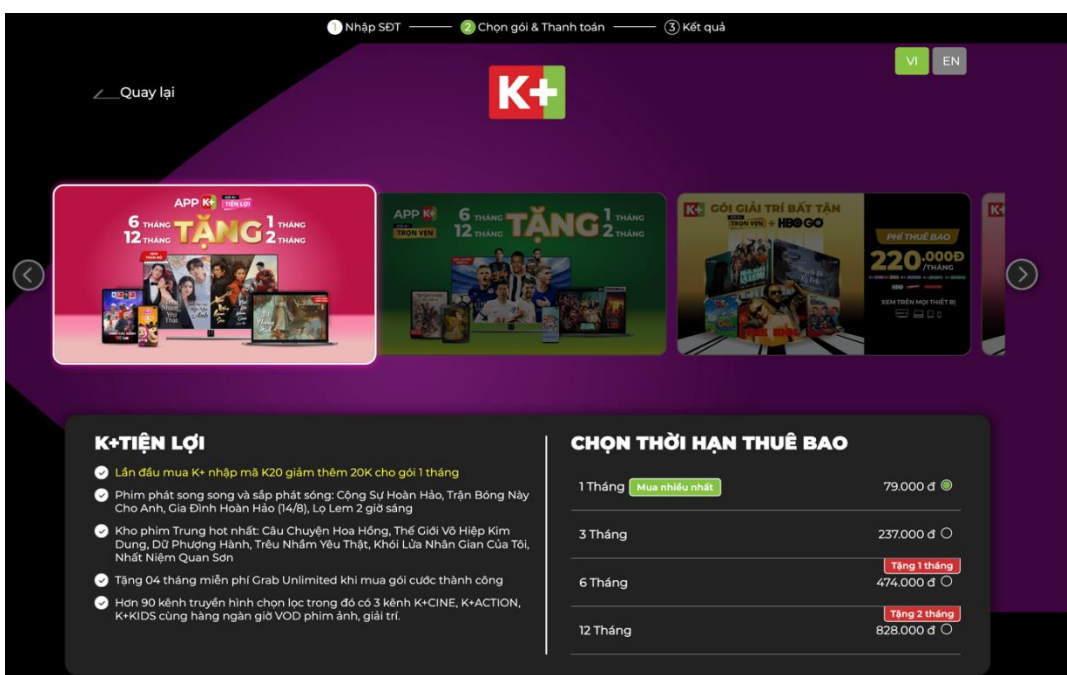 1 Nhập SĐT 2 Chọn gói & Thanh toán 3 Kết quả
VI EN
Quay lại
K+
APP K+ TIỆN LỢI
6 THÁNG TẶNG 1 THÁNG
12 THÁNG 2 THÁNG
APP K+ TRỌN VẸN
6 THÁNG TẶNG 1 THÁNG
12 THÁNG 2 THÁNG
K+ GÓI GIẢI TRÍ BẤT TẬN
TRỌN VẸN + HBO GO
PHÍ THUÊ BAO
220.000Đ
/THÁNG
XEM TRÊN MỌI THIẾT BỊ
K+TIỆN LỢI
Lần đầu mua K+ nhập mã K20 giảm thêm 20K cho gói 1 tháng
Phim phát song song và sắp phát sóng: Cộng Sự Hoàn Hảo, Trận Bóng Này
Cho Anh, Gia Đình Hoàn Hảo (14/8), Lọ Lem 2 giờ sáng
Kho phim Trung hot nhất: Câu Chuyện Hoa Hồng, Thế Giới Võ Hiệp Kim
Dung, Dữ Phượng Hành, Trêu Nhầm Yêu Thật, Khói Lửa Nhân Gian Của Tôi,
Nhất Niệm Quan Sơn
Tặng 04 tháng miễn phí Grab Unlimited khi mua gói cước thành công
Hơn 90 kênh truyền hình chọn lọc trong đó có 3 kênh K+CINE, K+ACTION,
K+KIDS cùng hàng ngàn giờ VOD phim ảnh, giải trí.
CHỌN THỜI HẠN THUÊ BAO
1 Tháng Mua nhiều nhất 79.000 đ
3 Tháng 237.000 đ
Tặng 1 tháng
6 Tháng 474.000 đ
Tặng 2 tháng
12 Tháng 828.000 đ